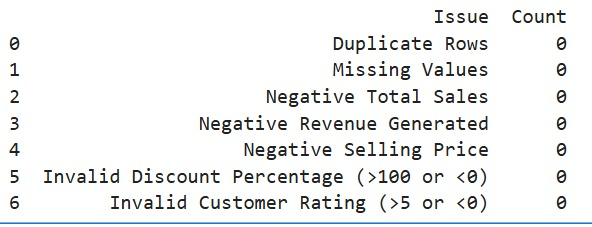 Issue Count
0 Duplicate Rows 0
1 Missing Values 0
2 Negative Total Sales 0
3 Negative Revenue Generated 0
4 Negative Selling Price 0
5 Invalid Discount Percentage (>100 or <0) 0
6 Invalid Customer Rating (>5 or <0) 0